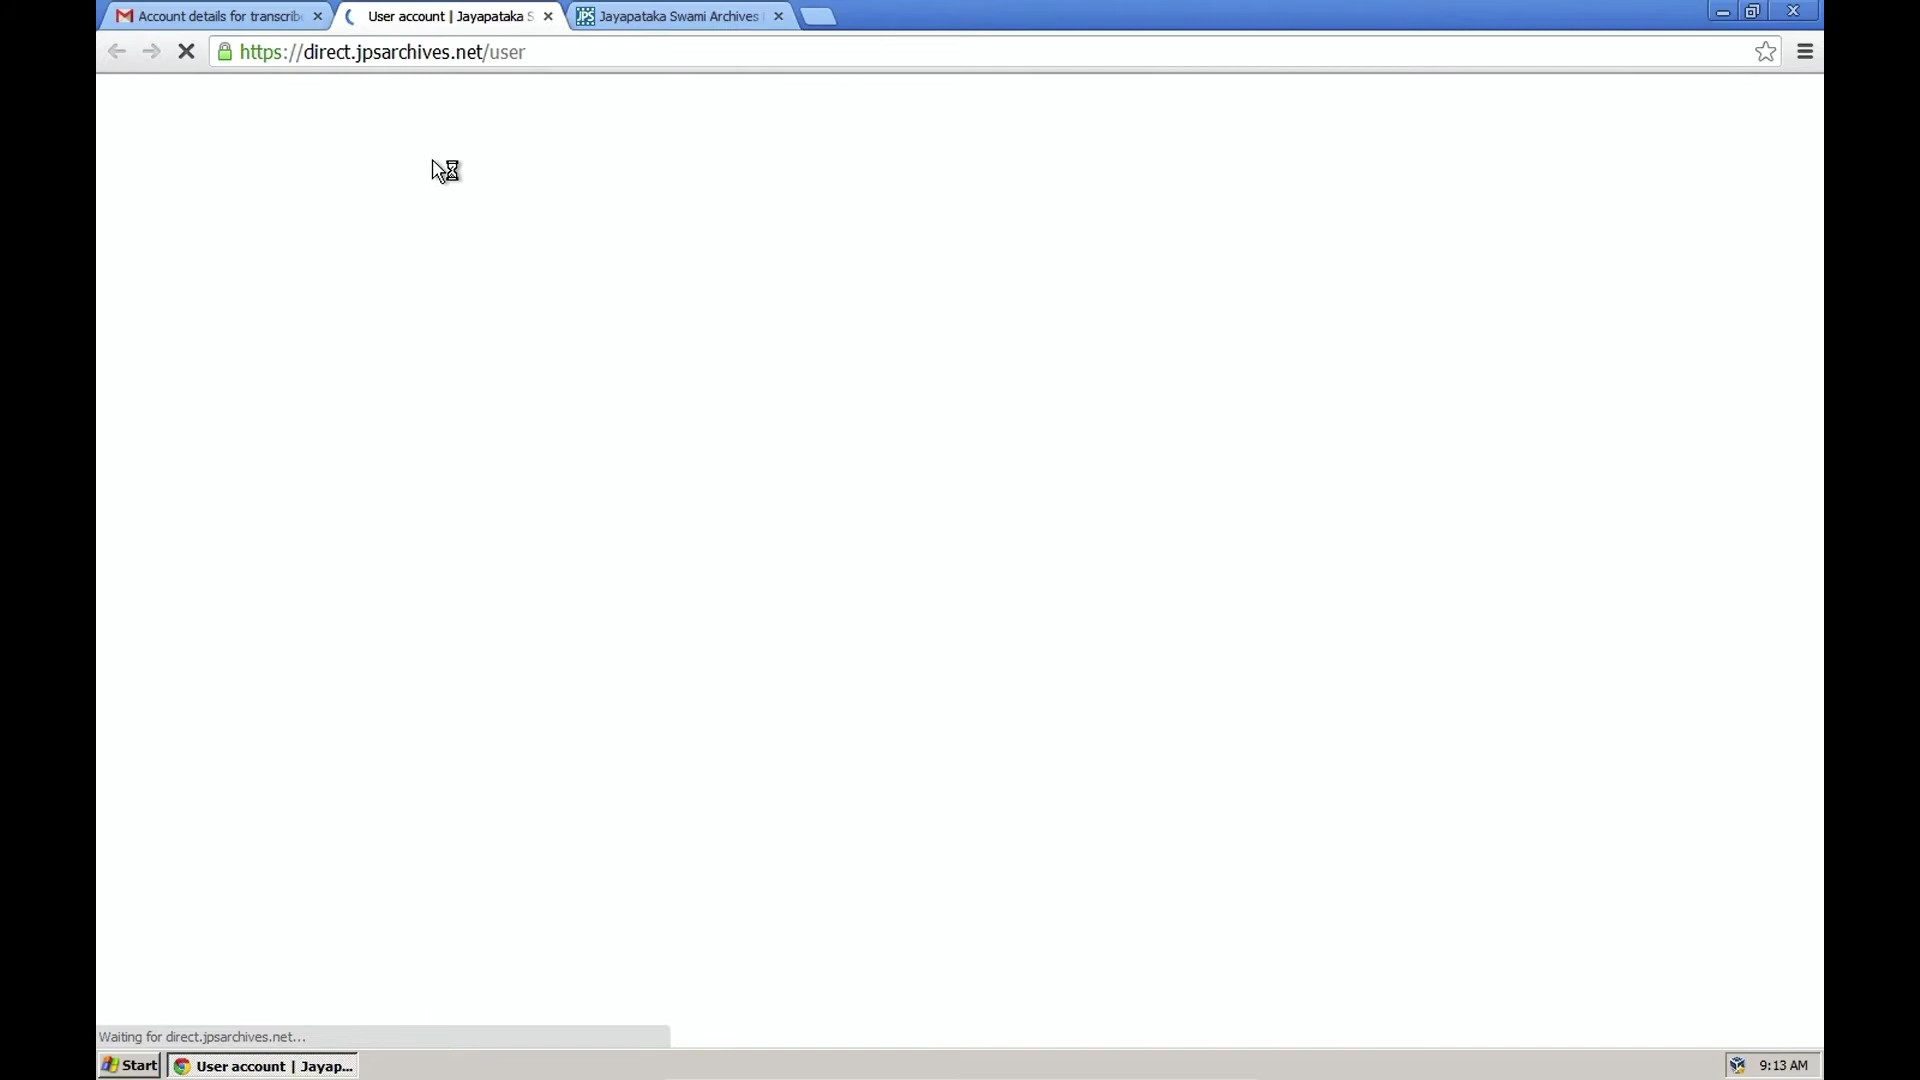 Account details for transcrib
User account | Jayapataka S
JPS Jayapataka Swami Archives
https://direct.jpsarchives.net/user
Waiting for direct.jpsarchives.net...
Start
User account | Jayap...
9:13 AM